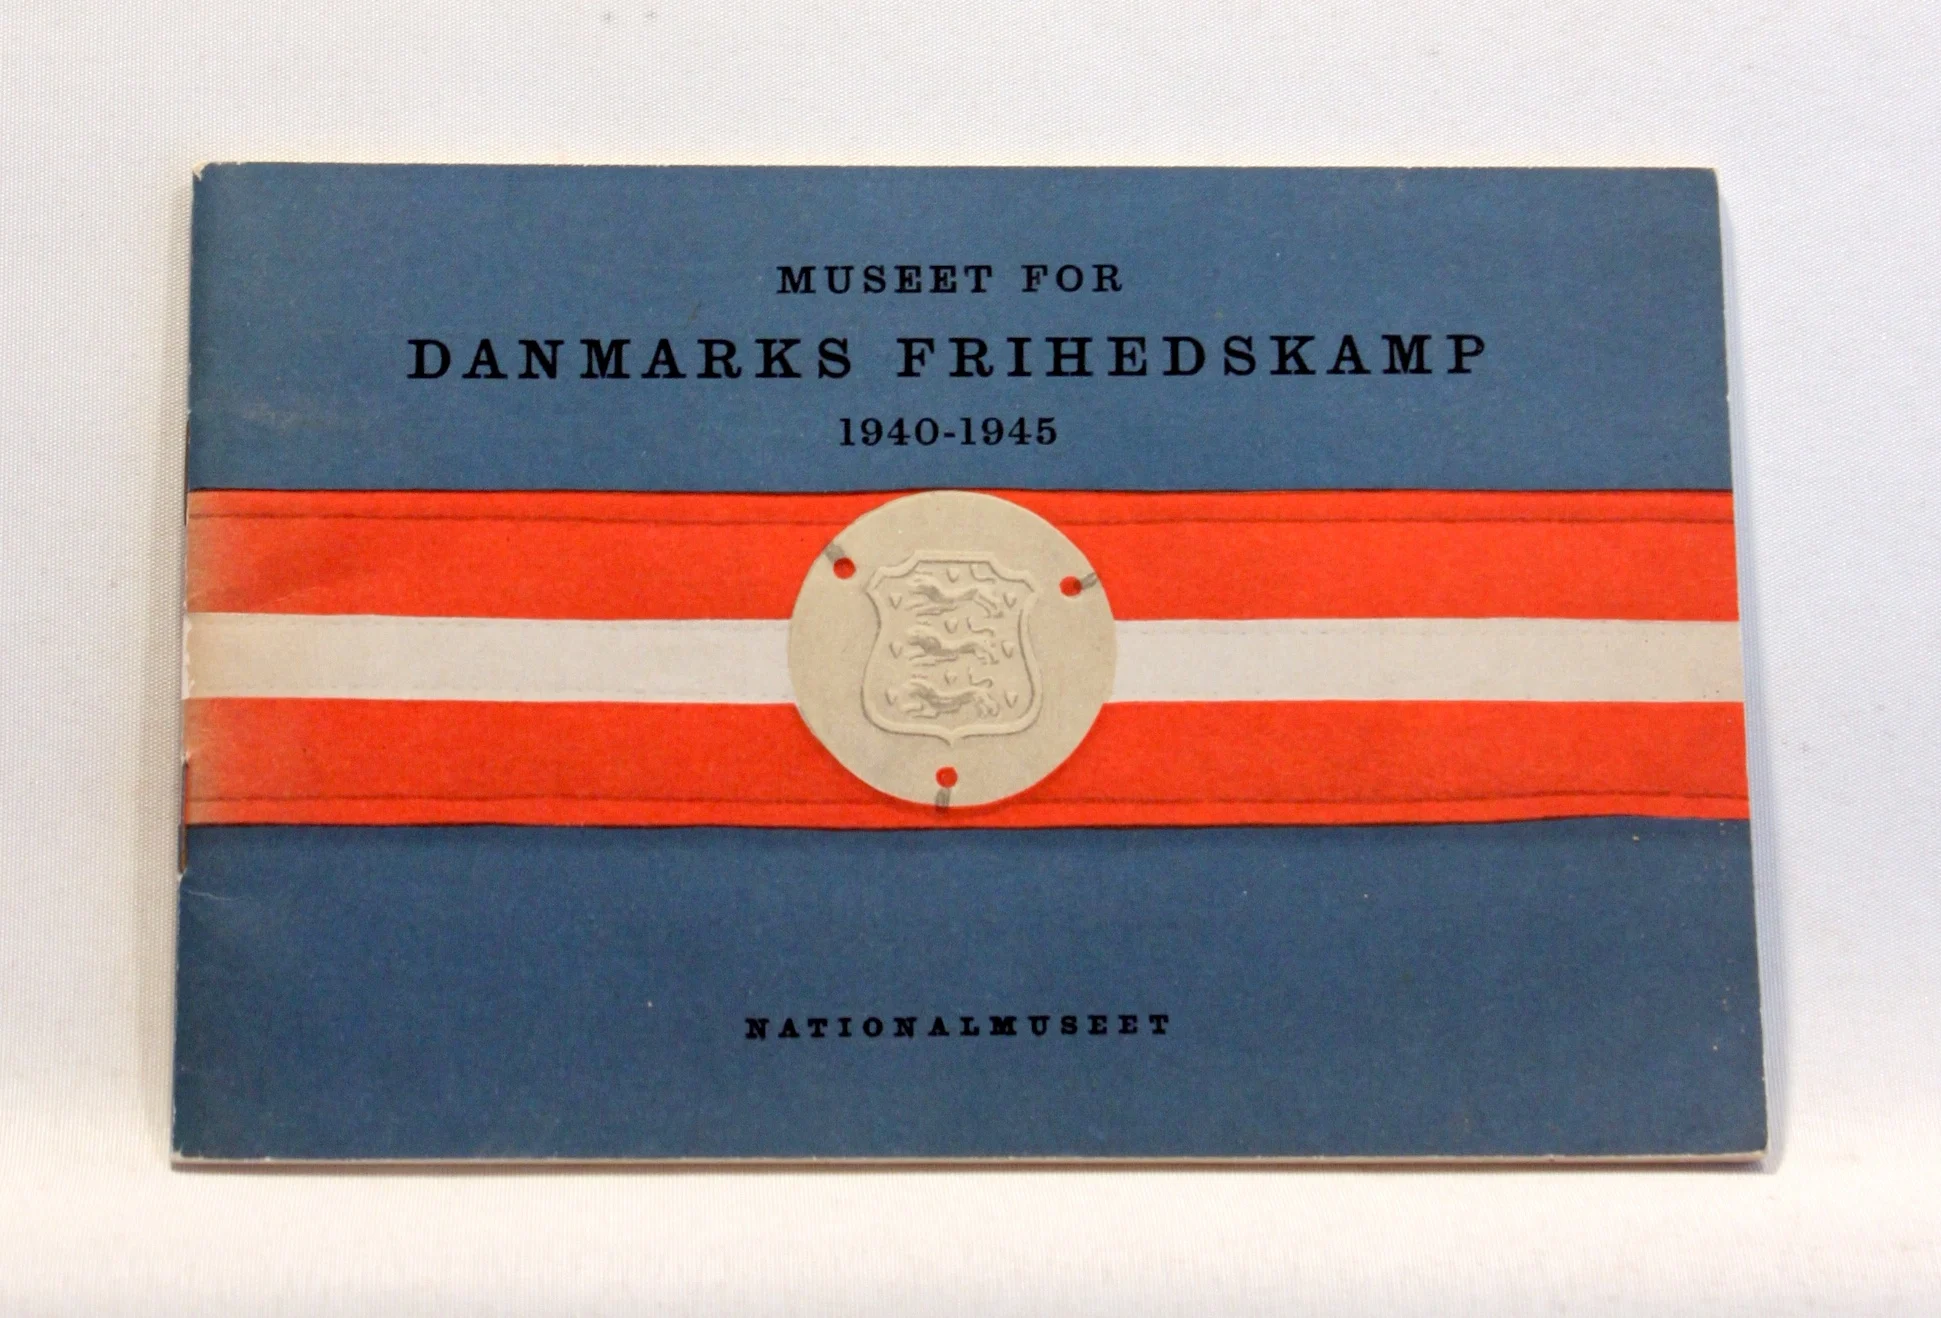 MUSEET FOR
DANMARKS FRIHEDSKAMP
1940-1945
NATIONALMUSEET